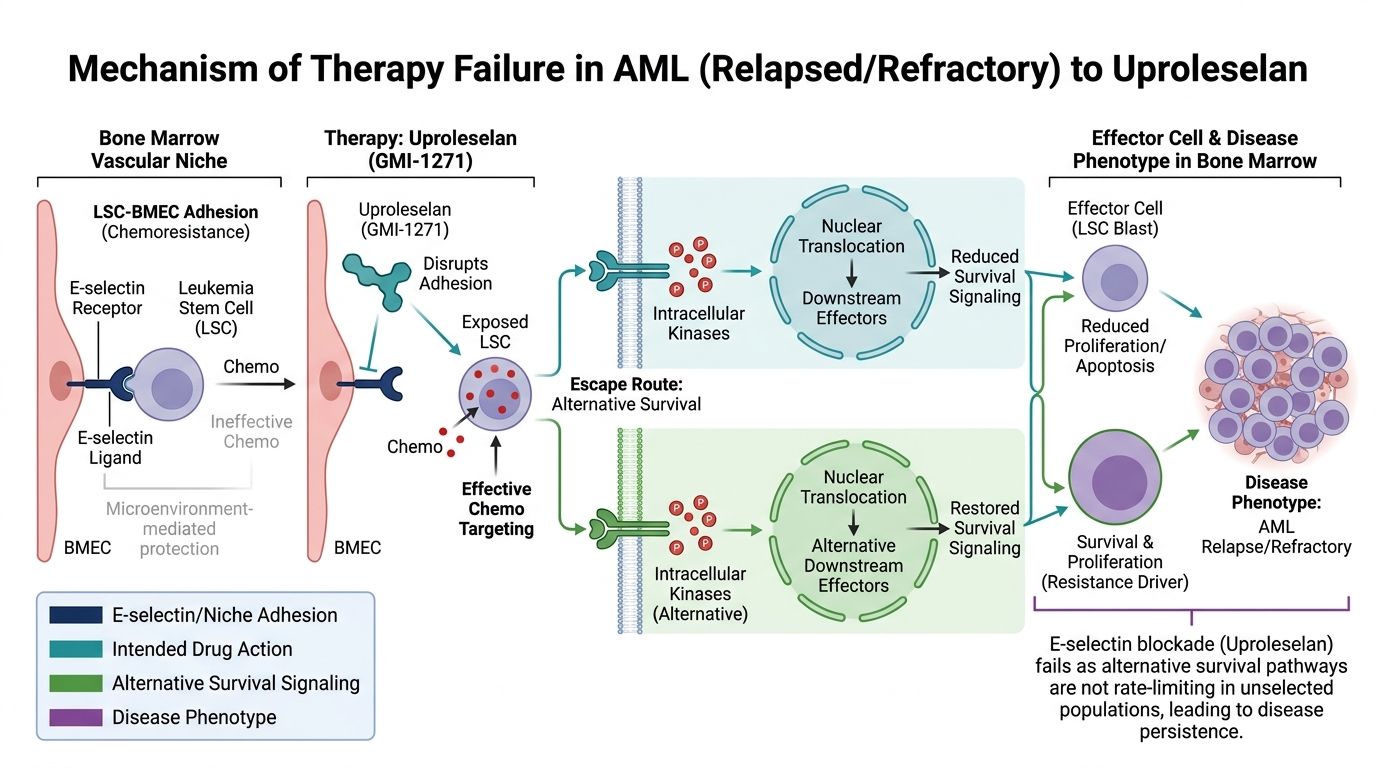 Mechanism of Therapy Failure in AML (Relapsed/Refractory) to Uproleselan
Bone Marrow
Vascular Niche
LSC-BMEC Adhesion
(Chemoresistance)
E-selectin
Receptor
Leukemia
Stem Cell
(LSC)
Chemo
Ineffective
Chemo
E-selectin
Ligand
Microenvironment-
mediated
protection
BMEC
Therapy: Uproleselan
(GMI-1271)
Uproleselan
(GMI-1271)
Disrupts
Adhesion
Exposed
LSC
Chemo
Effective
Chemo
Targeting
BMEC
Escape Route:
Alternative Survival
P
P
P
P
P
Intracellular
Kinases
Nuclear
Translocation
Downstream
Effectors
Reduced
Survival
Signaling
P
P
P
P
P
Intracellular
Kinases
(Alternative)
Nuclear
Translocation
Alternative
Downstream
Effectors
Restored
Survival
Signaling
Effector Cell & Disease
Phenotype in Bone Marrow
Effector Cell
(LSC Blast)
Reduced
Proliferation/
Apoptosis
Survival &
Proliferation
(Resistance Driver)
Disease
Phenotype:
AML
Relapse/Refractory
E-selectin blockade (Uproleselan)
fails as alternative survival pathways
are not rate-limiting in unselected
populations, leading to disease
persistence.
E-selectin/Niche Adhesion
Intended Drug Action
Alternative Survival Signaling
Disease Phenotype